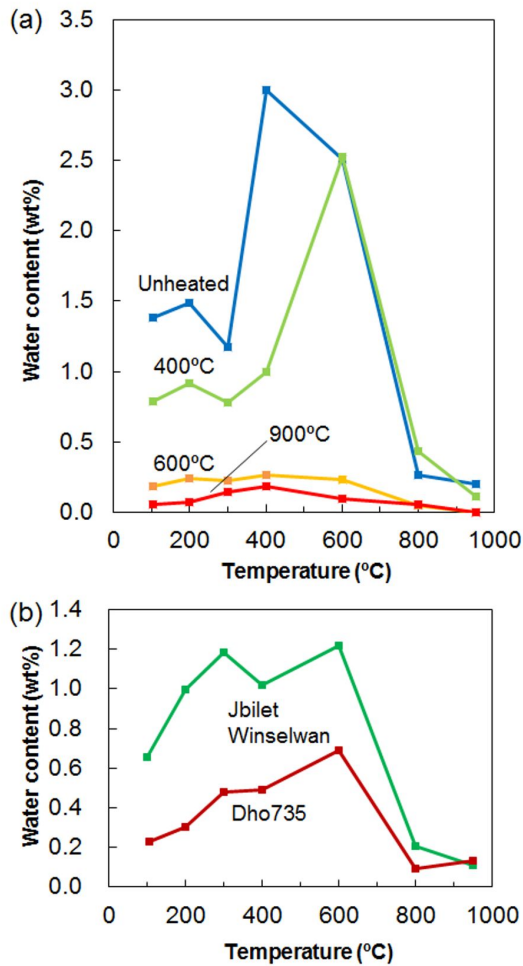 (a)
3.5
3.0
2.5
2.0
1.5
1.0
0.5
0.0
Water content (wt%)
Unheated
400ºC
900ºC
600ºC
0 200 400 600 800 1000
Temperature (ºC)
(b)
1.4
1.2
1.0
0.8
0.6
0.4
0.2
0.0
Water content (wt%)
Jbilet
Winselwan
Dho735
0 200 400 600 800 1000
Temperature (ºC)